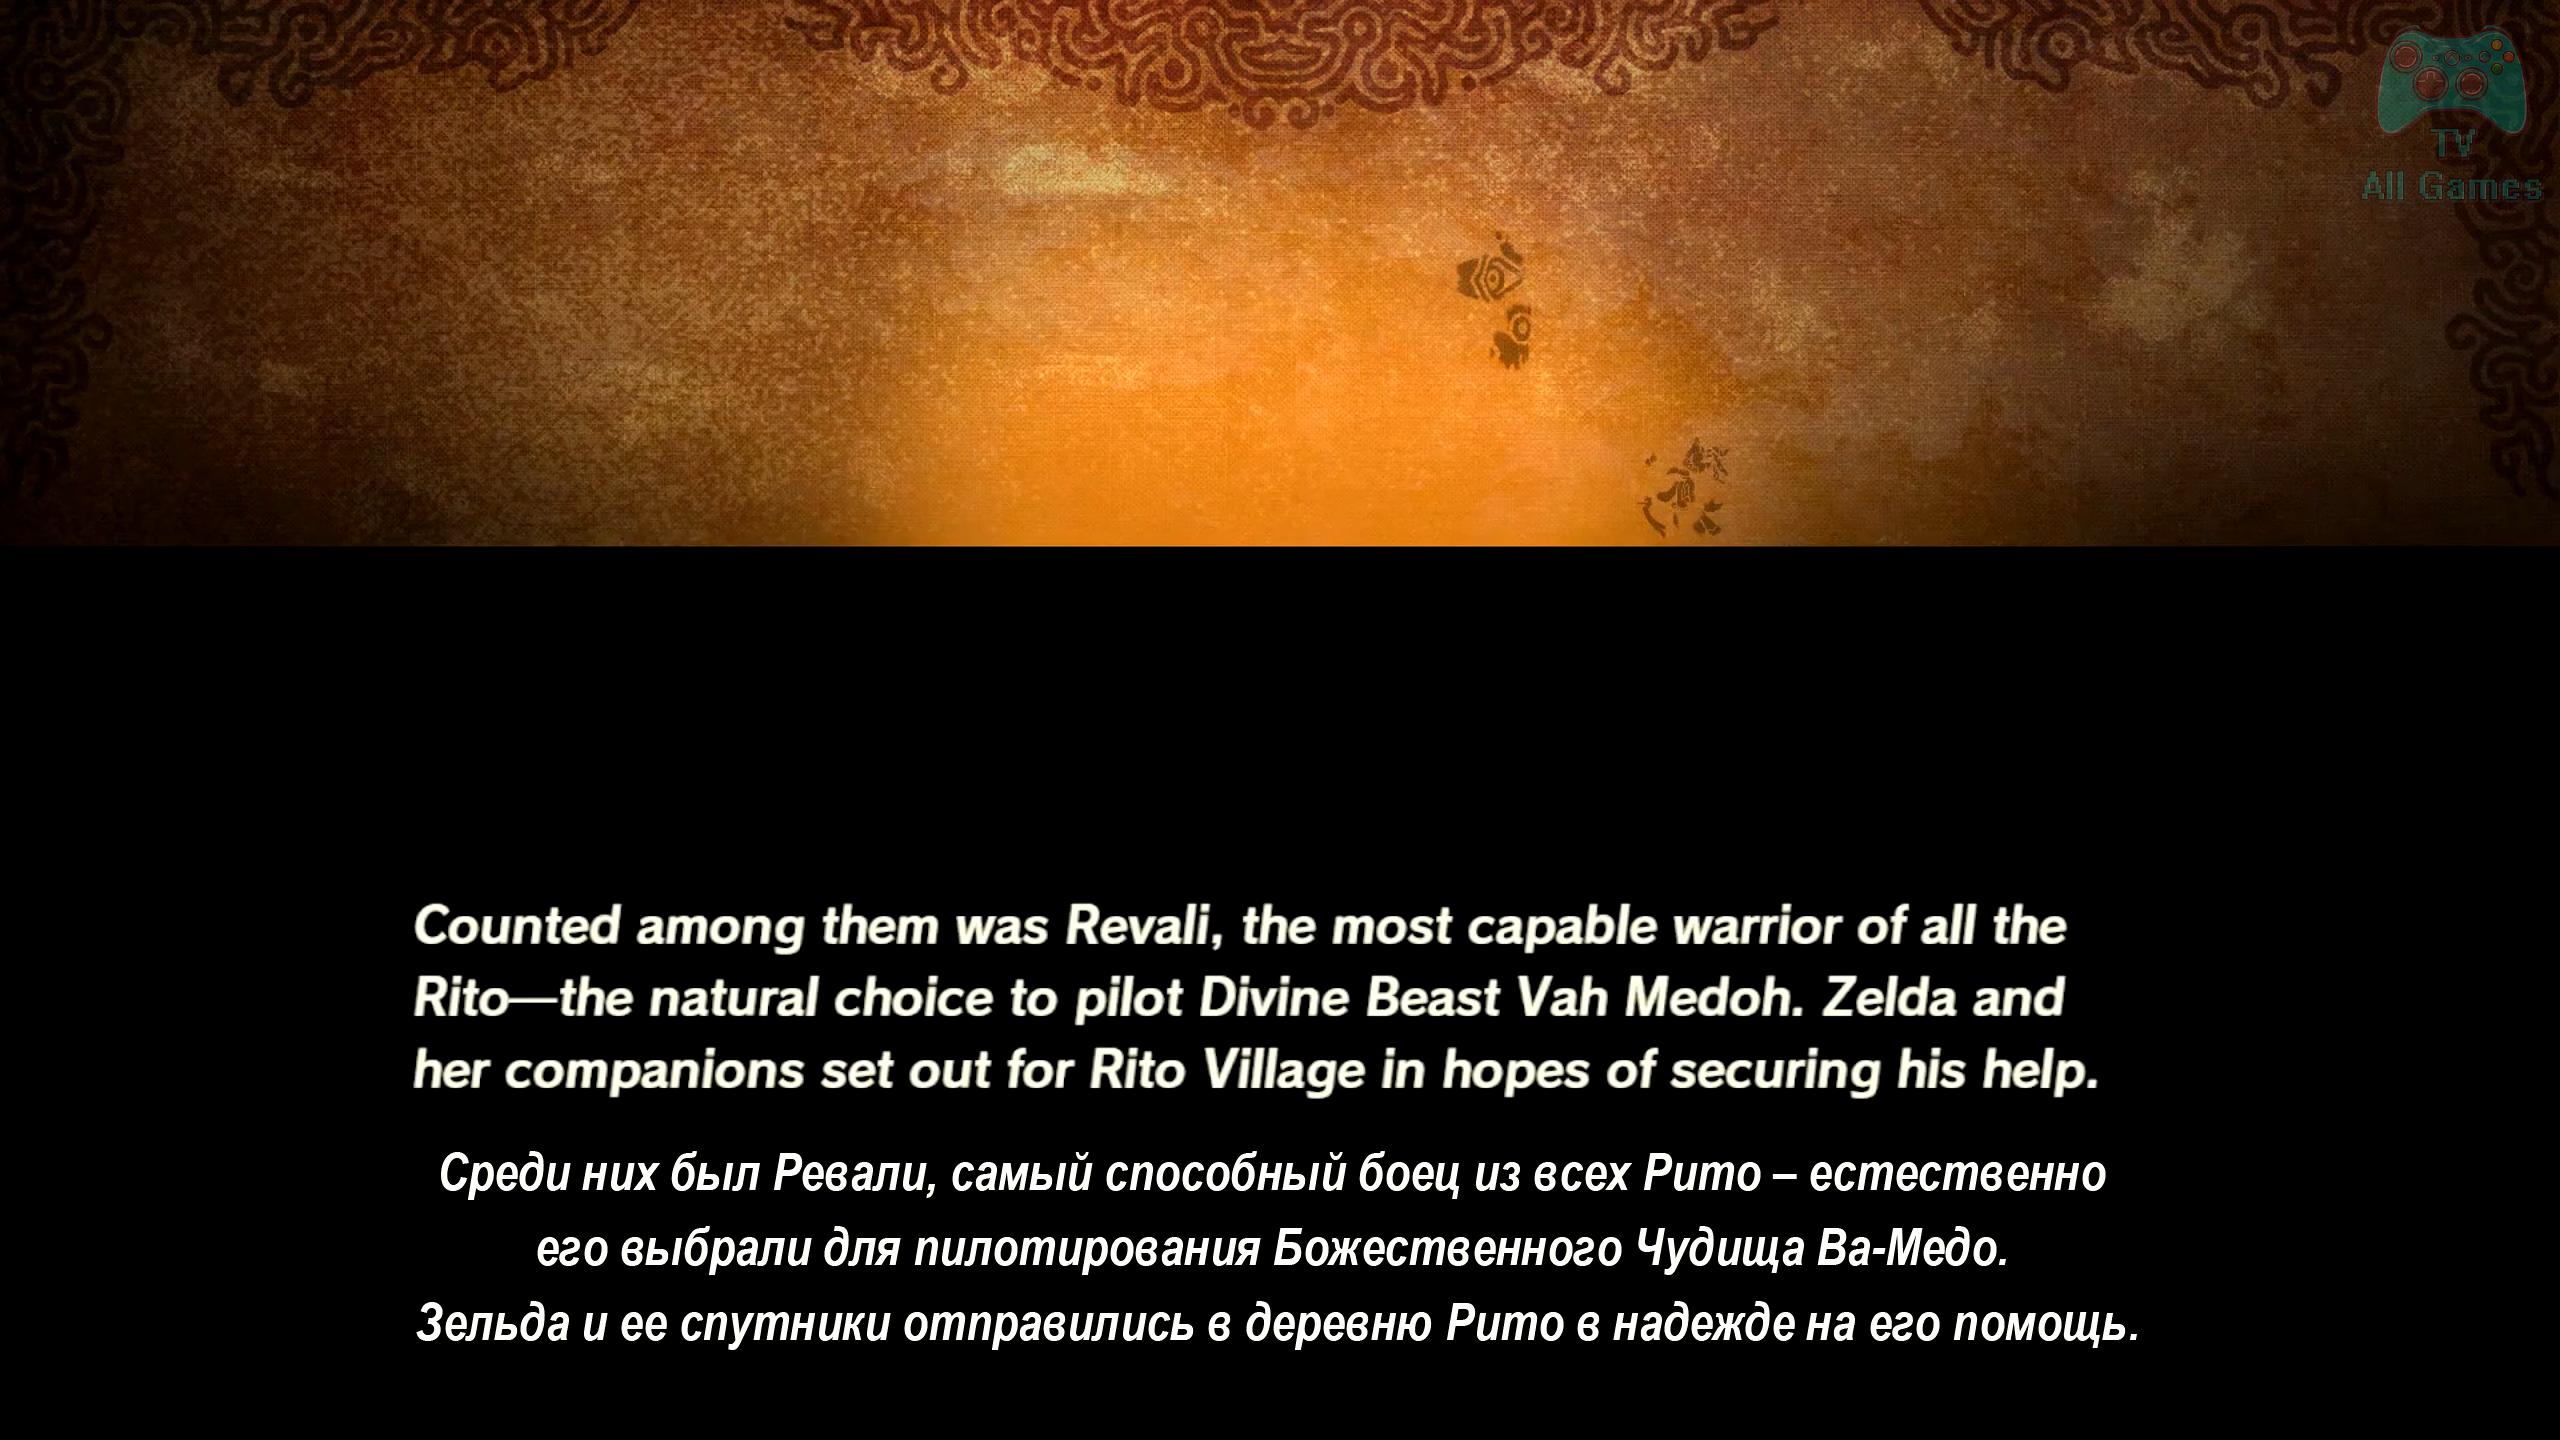 TV
All Games
Counted among them was Revali, the most capable warrior of all the
Rito—the natural choice to pilot Divine Beast Vah Medoh. Zelda and
her companions set out for Rito Village in hopes of securing his help.
Среди них был Ревали, самый способный боец из всех Рито – естественно
его выбрали для пилотирования Божественного Чудища Ва-Медо.
Зельда и ее спутники отправились в деревню Рито в надежде на его помощь.